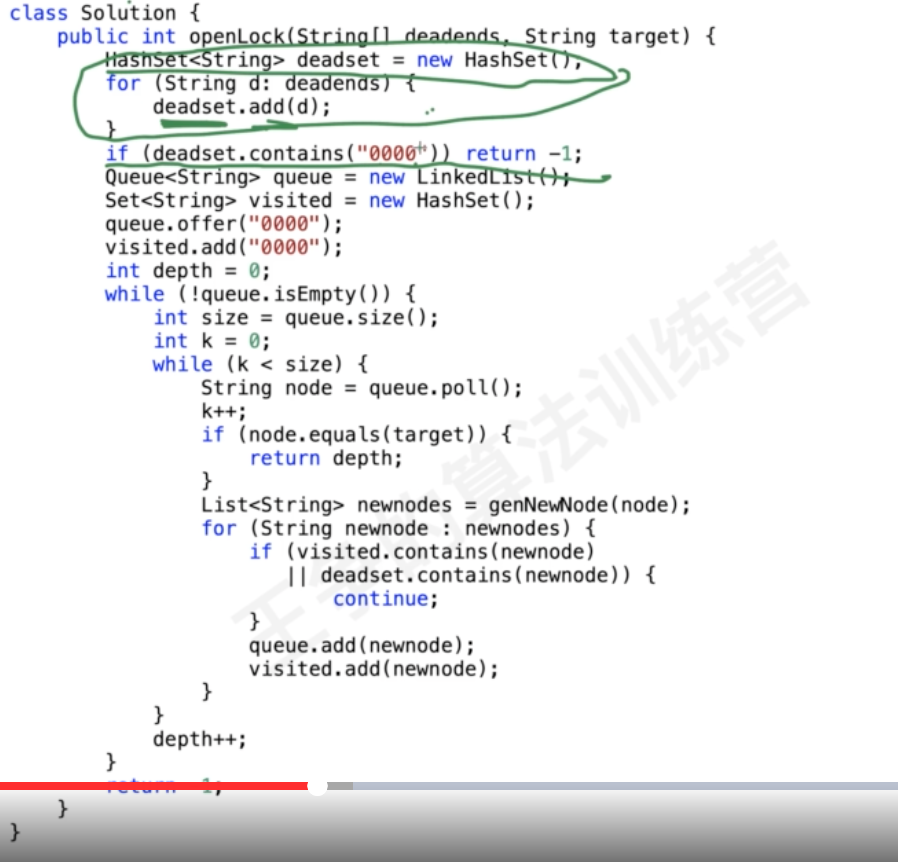 class Solution {
public int openLock(String[] deadends, String target) {
HashSet<String> deadset = new HashSet();
for (String d: deadends) {
deadset.add(d);
}
if (deadset.contains("0000")) return -1;
Queue<String> queue = new LinkedList();
Set<String> visited = new HashSet();
queue.offer("0000");
visited.add("0000");
int depth = 0;
while (!queue.isEmpty()) {
int size = queue.size();
int k = 0;
while (k < size) {
String node = queue.poll();
k++;
if (node.equals(target)) {
return depth;
}
List<String> newnodes = genNewNode(node);
for (String newnode : newnodes) {
if (visited.contains(newnode)
|| deadset.contains(newnode)) {
continue;
}
queue.add(newnode);
visited.add(newnode);
}
}
depth++;
}
return -1;
}
}
王争的算法训练营